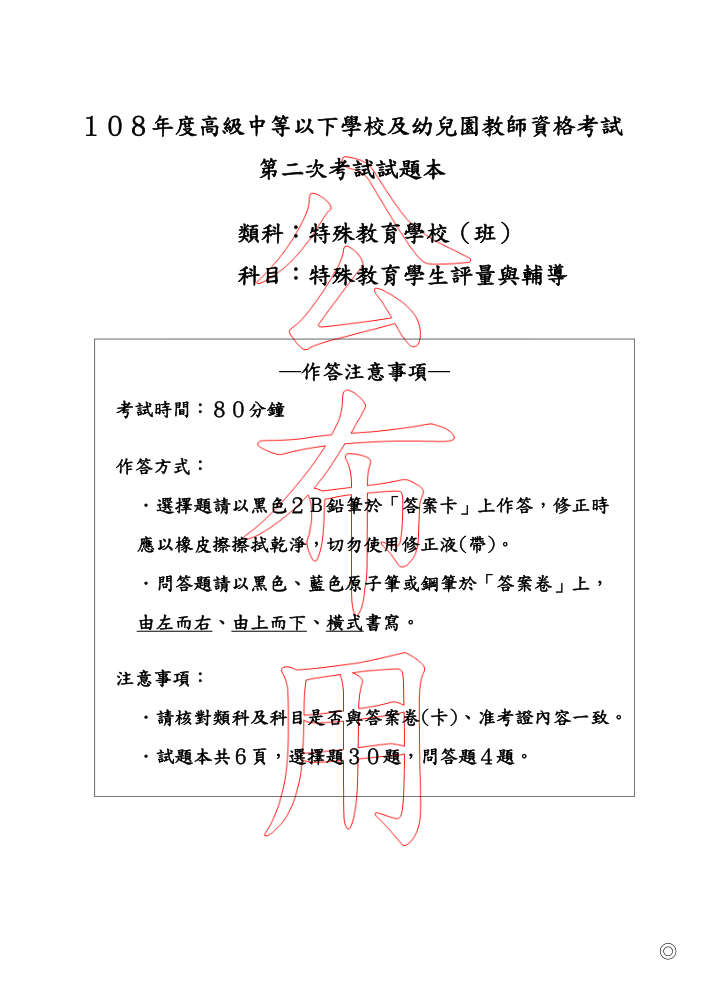 108年度高級中等以下學校及幼兒園教師資格考試
第二次考試試題本
類科：特殊教育學校（班）
科目：特殊教育學生評量與輔導
—作答注意事項—
考試時間：80分鐘
作答方式：
．選擇題請以黑色2B鉛筆於「答案卡」上作答，修正時
應以橡皮擦擦拭乾淨，切勿使用修正液(帶)。
．問答題請以黑色、藍色原子筆或鋼筆於「答案卷」上，
由左而右、由上而下、橫式書寫。
注意事項：
．請核對類科及科目是否與答案卷(卡)、准考證內容一致。
．試題本共6頁，選擇題30題，問答題4題。
公布用
◎